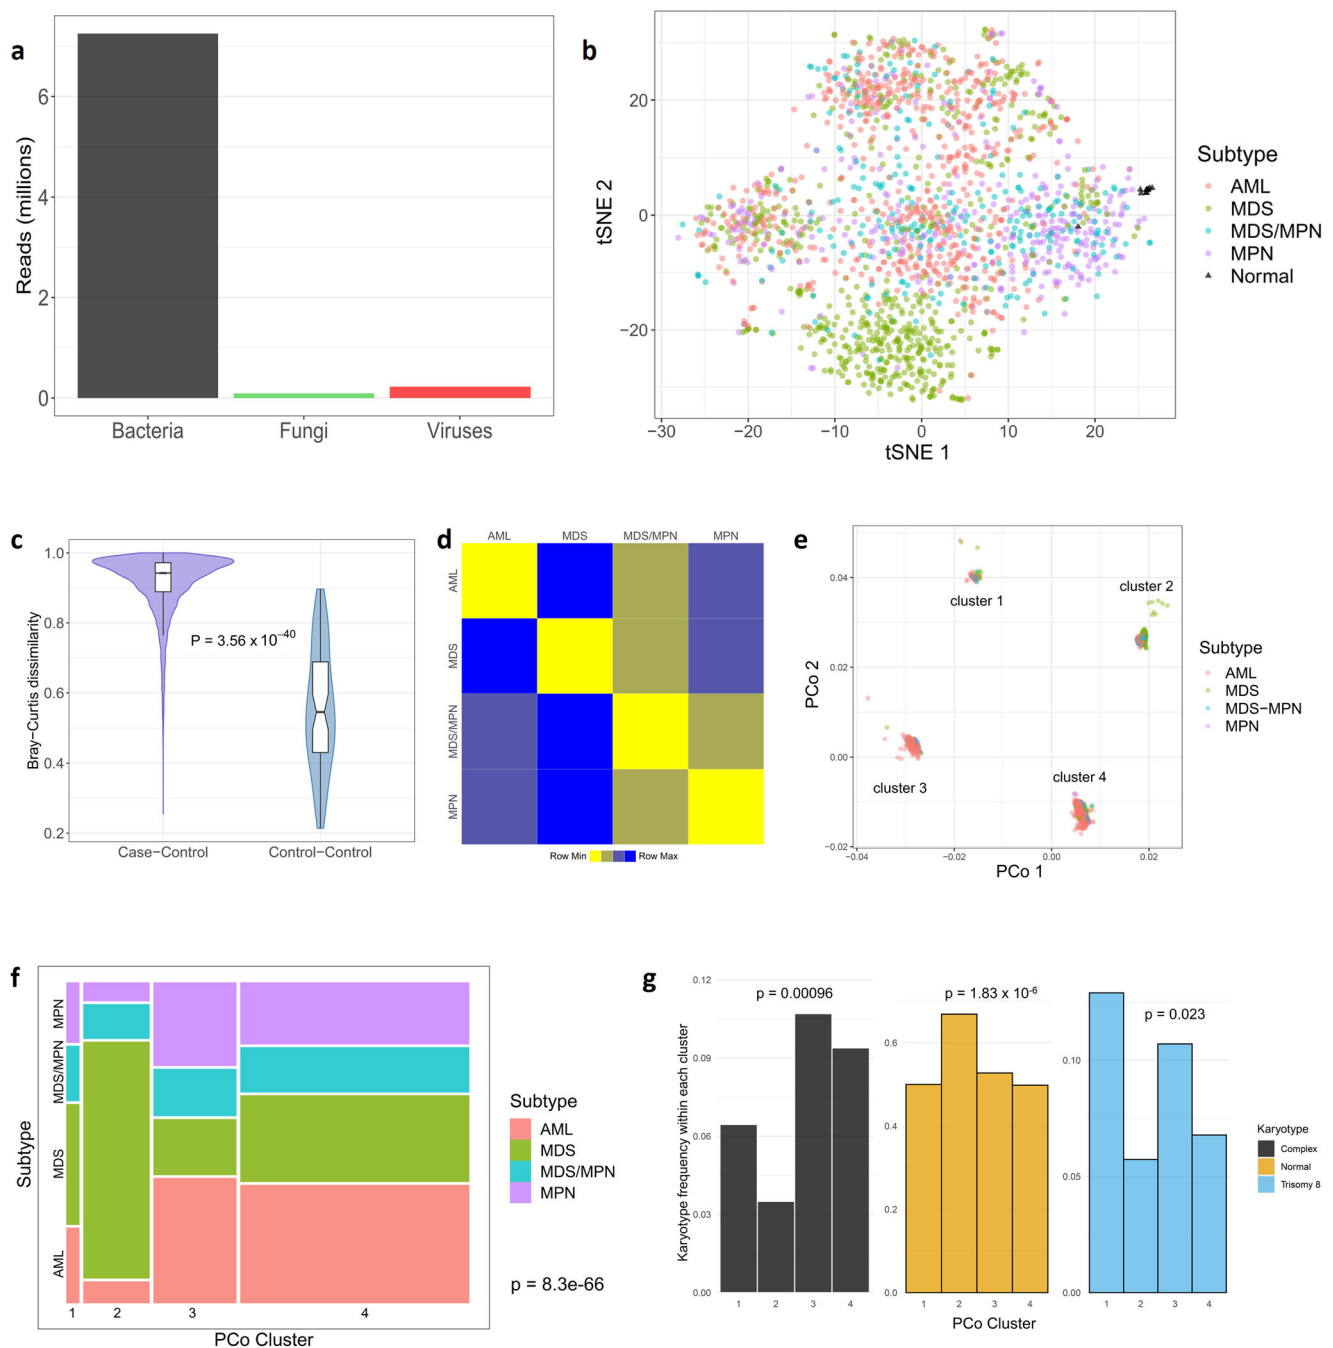 a
Reads (millions)
6
4
2
0
Bacteria
Fungi
Viruses
b
tSNE 2
20
0
−20
−30
−20
−10
0
10
20
tSNE 1
Subtype
AML
MDS
MDS/MPN
MPN
Normal
c
Bray−Curtis dissimilarity
1.0
0.8
0.6
0.4
0.2
P = 3.56 x 10−40
Case−Control
Control−Control
d
AML
MDS
MDS/MPN
MPN
AML
MDS
MDS/MPN
MPN
Row Min
Row Max
e
PCo 2
0.04
0.02
0.00
−0.02
cluster 1
cluster 2
cluster 3
cluster 4
−0.04
−0.02
0.00
0.02
PCo 1
Subtype
AML
MDS
MDS−MPN
MPN
f
Subtype
MPN
MDS/MPN
MDS
AML
1
2
3
4
PCo Cluster
Subtype
AML
MDS
MDS/MPN
MPN
p = 8.3e-66
g
Karyotype frequency within each cluster
0.12
0.09
0.06
0.03
0.00
p = 0.00096
1
2
3
4
p = 1.83 x 10-6
0.6
0.4
0.2
0.0
1
2
3
4
PCo Cluster
p = 0.023
0.10
0.05
0.00
1
2
3
4
Karyotype
Complex
Normal
Trisomy 8